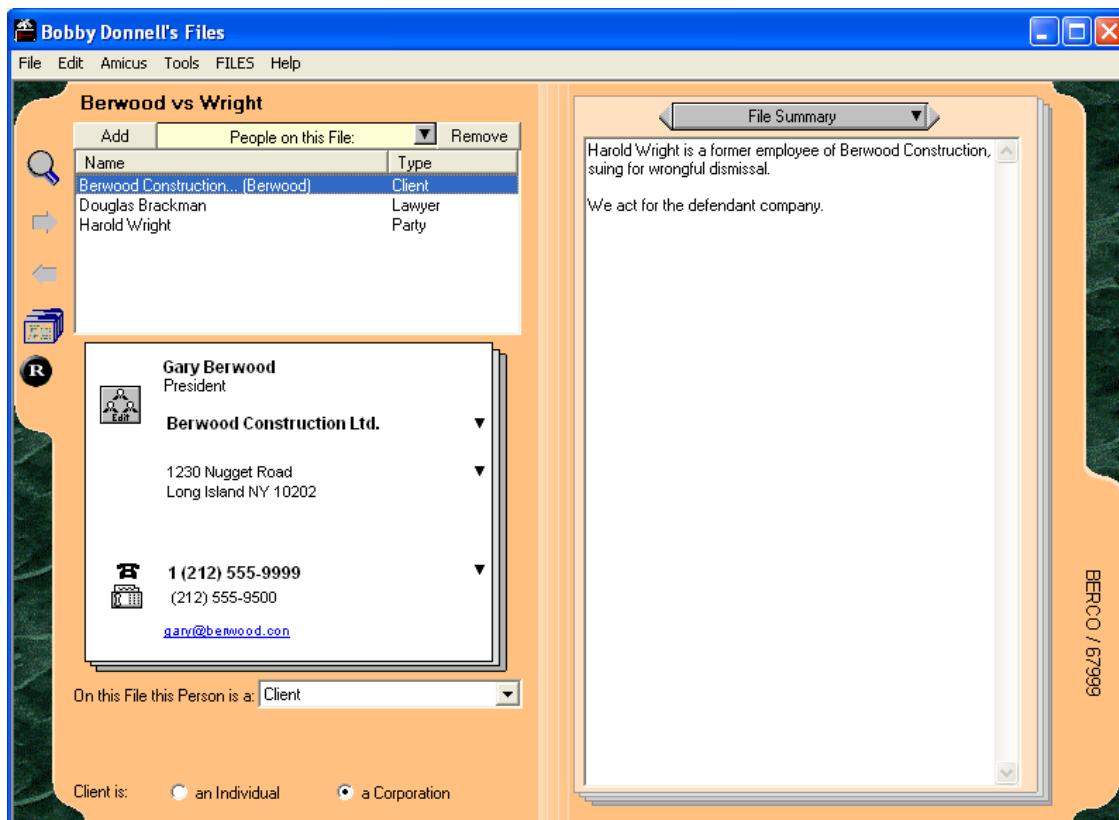 Bobby Donnell's Files
File Edit Amicus Tools FILES Help
Berwood vs Wright
Add People on this File: Remove
Name Type
Berwood Construction... (Berwood) Client
Douglas Brackman Lawyer
Harold Wright Party
R
Gary Berwood
President
Edit
Berwood Construction Ltd.
1230 Nugget Road
Long Island NY 10202
1 (212) 555-9999
(212) 555-9500
gary@berwood.con
On this File this Person is a: Client
Client is: an Individual a Corporation
File Summary
Harold Wright is a former employee of Berwood Construction,
suing for wrongful dismissal.
We act for the defendant company.
BERCO / 67999